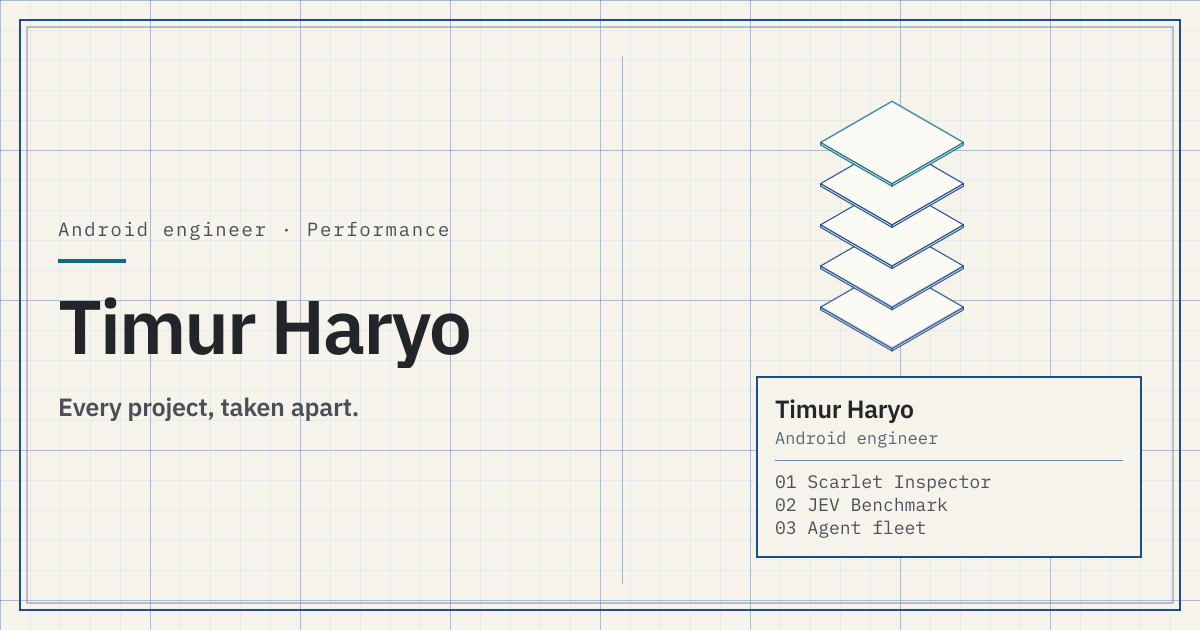 Android engineer · Performance
Timur Haryo
Every project, taken apart.
Timur Haryo
Android engineer
01 Scarlet Inspector
02 JEV Benchmark
03 Agent fleet